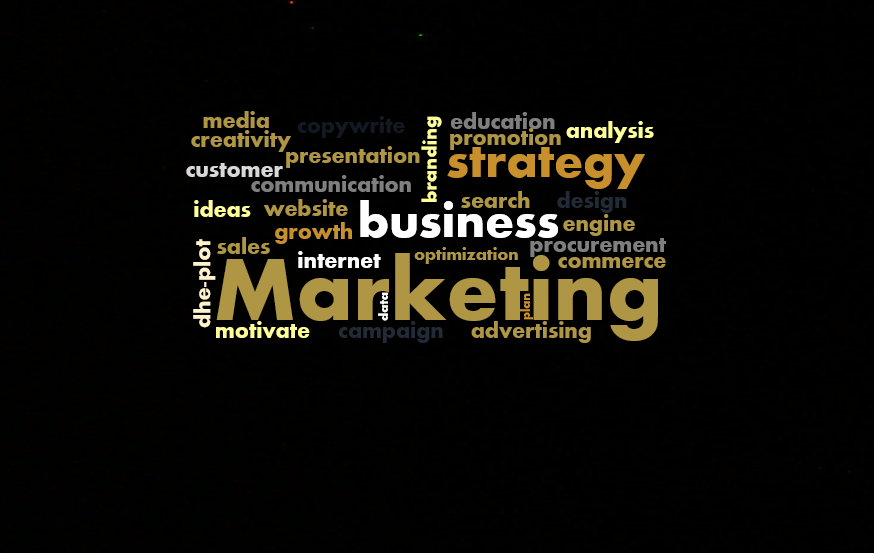 media
copywrite
creativity
presentation
customer
communication
branding
education
promotion
analysis
strategy
ideas
website
growth
business
search
design
engine
procurement
commerce
sales
internet
optimization
dhe-plot
Marketing
data
plan
motivate
campaign
advertising